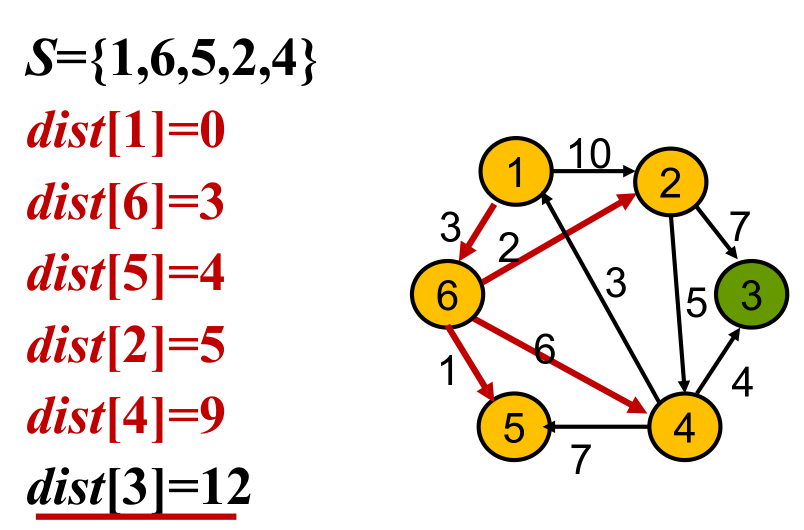 S={1,6,5,2,4}
dist[1]=0
dist[6]=3
dist[5]=4
dist[2]=5
dist[4]=9
dist[3]=12
1
10
2
3
2
7
6
3
5
3
1
6
4
5
7
4